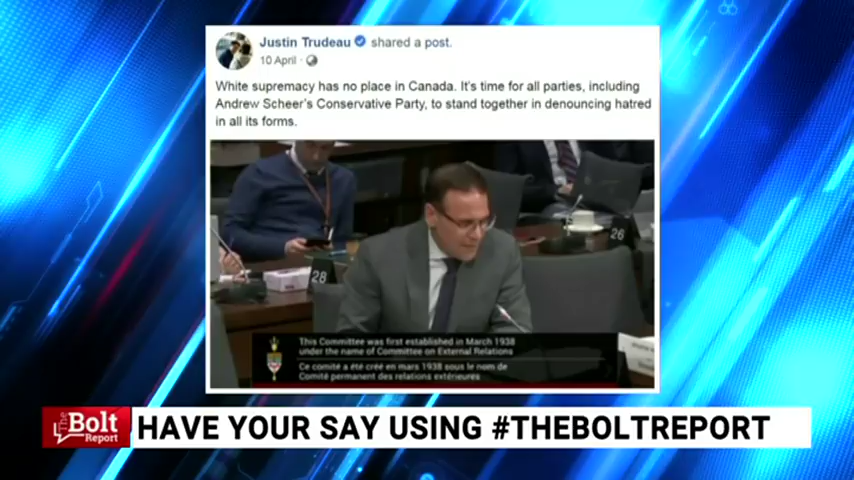 Justin Trudeau shared a post.
10 April ·
White supremacy has no place in Canada. It's time for all parties, including
Andrew Scheer's Conservative Party, to stand together in denouncing hatred
in all its forms.
28
26
This Committee was first established in March 1938
under the name of Committee on External Relations
Ce comité a été créé en mars 1938 sous le nom de
Comité permanent des relations extérieures
The Bolt Report
HAVE YOUR SAY USING #THEBOLTREPORT